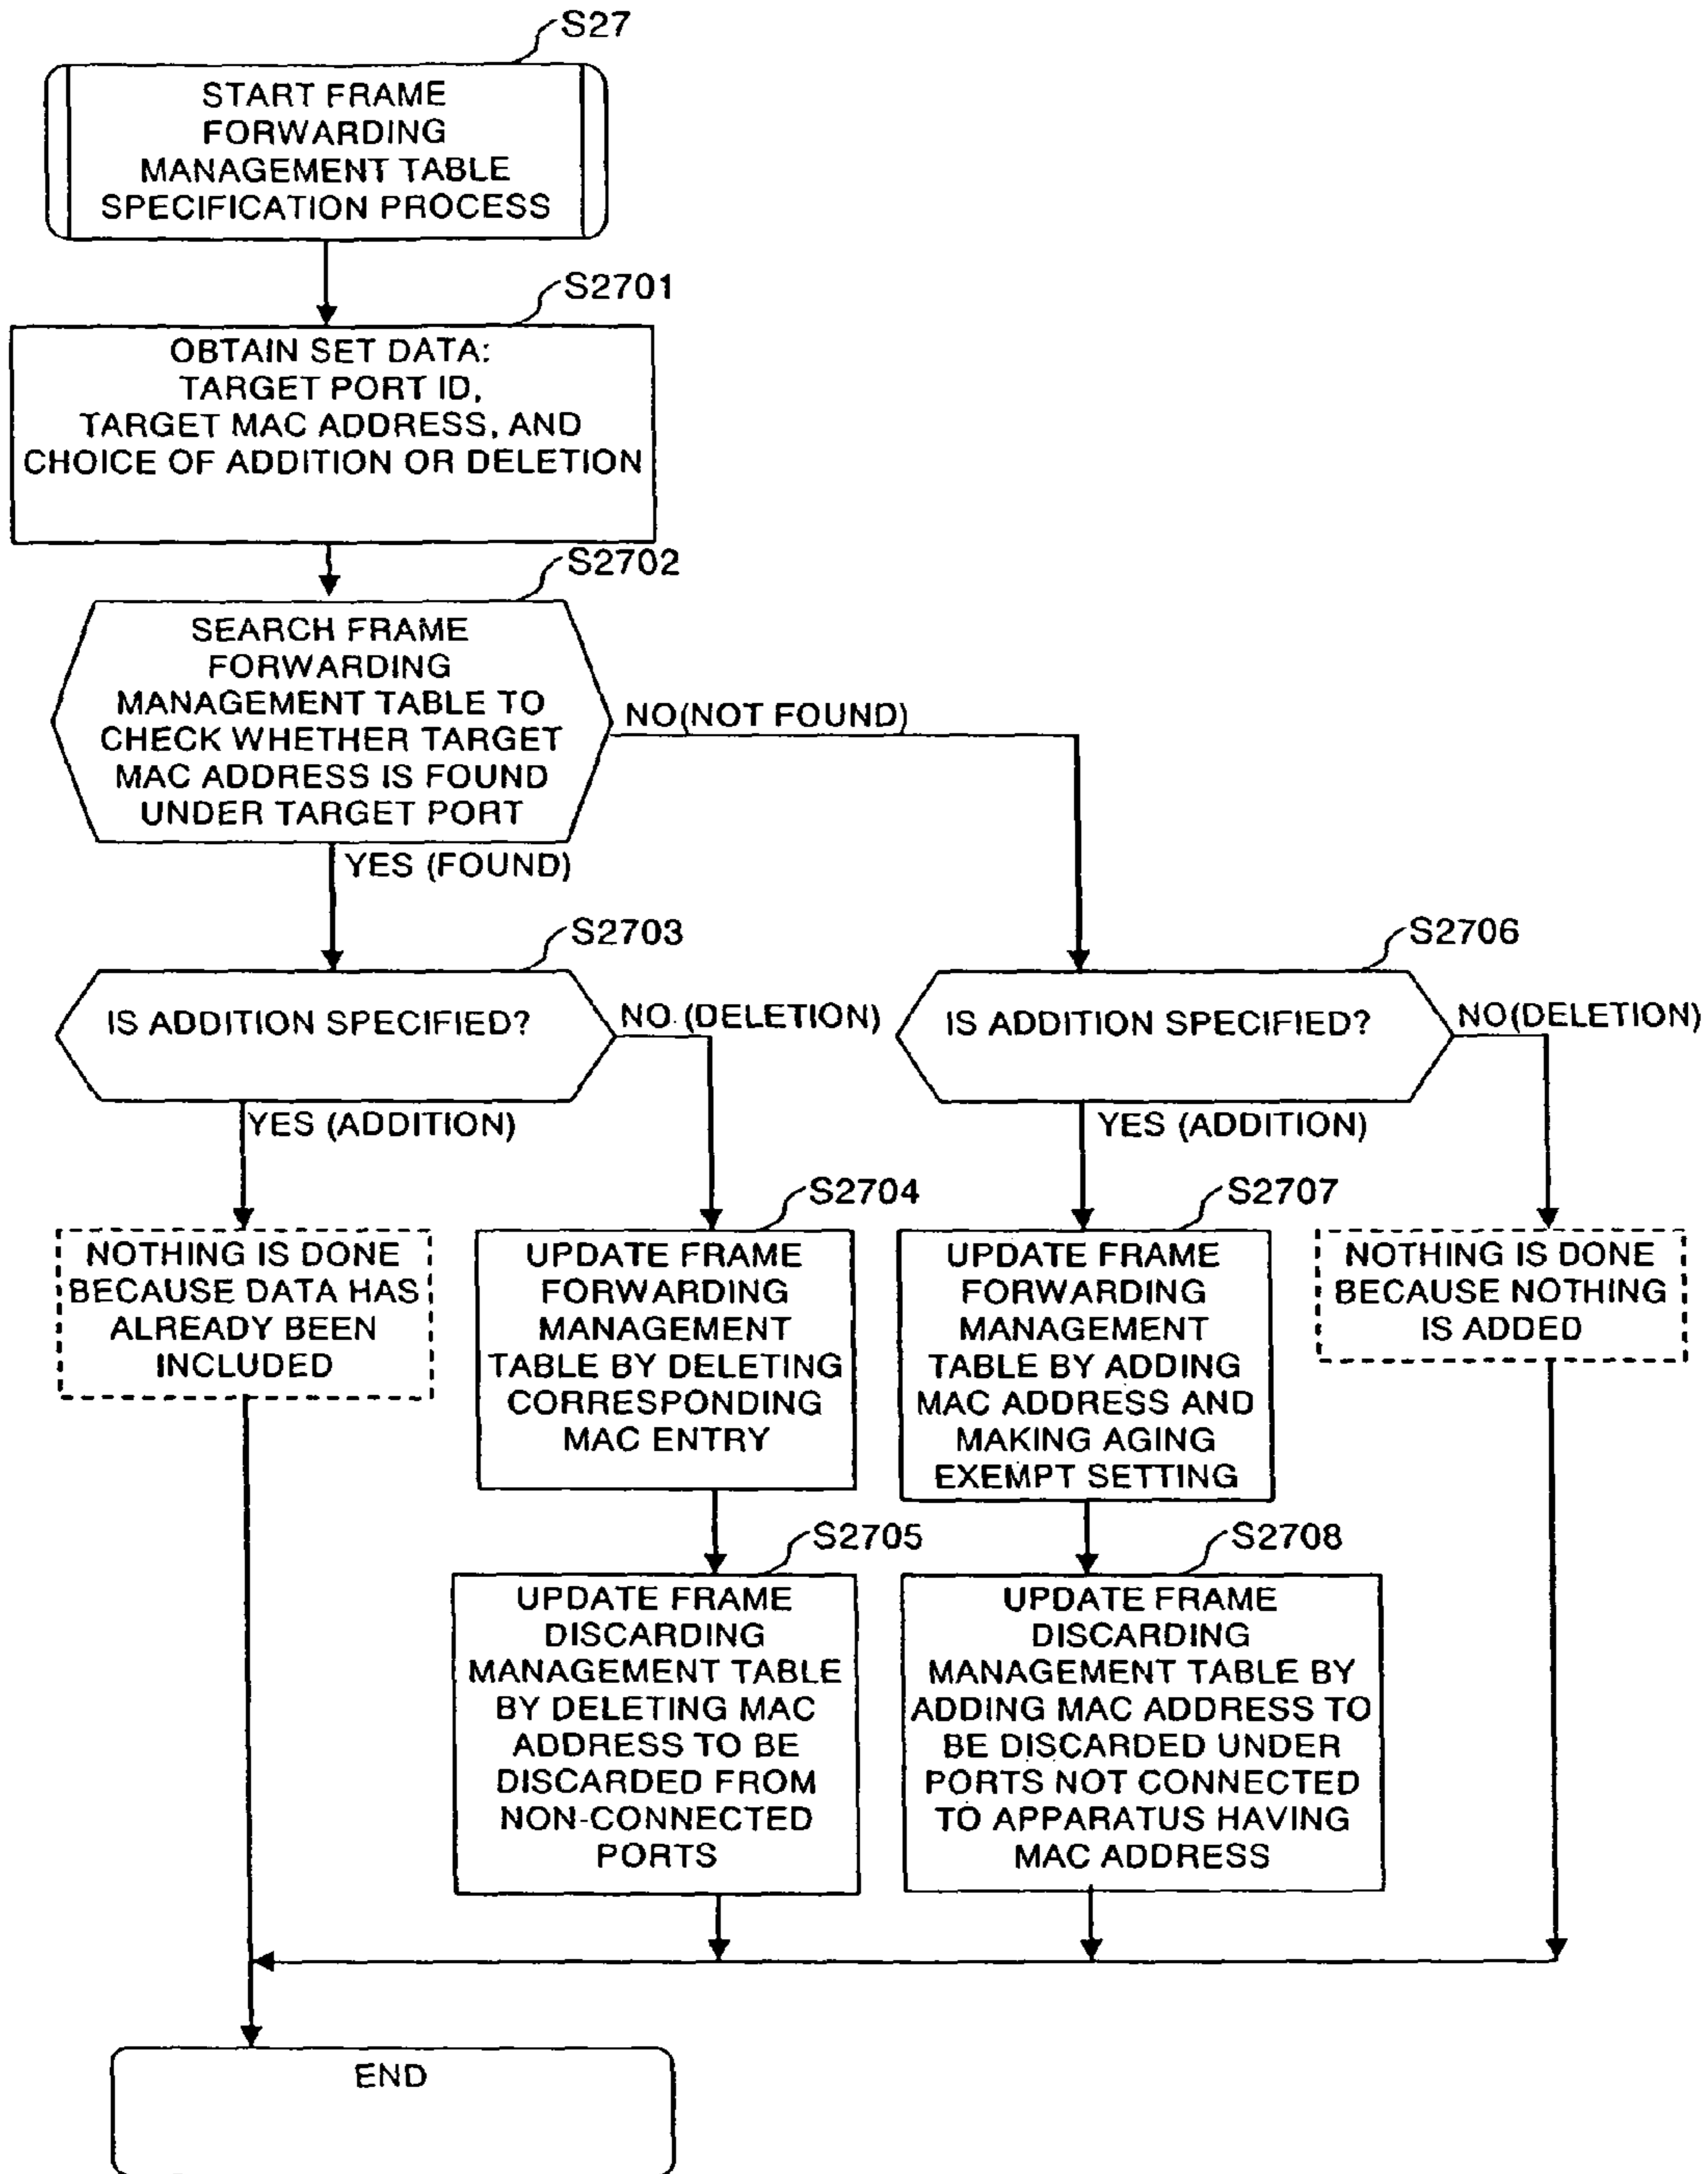 S27
START FRAME
FORWARDING
MANAGEMENT TABLE
SPECIFICATION PROCESS
S2701
OBTAIN SET DATA:
TARGET PORT ID,
TARGET MAC ADDRESS, AND
CHOICE OF ADDITION OR DELETION
S2702
SEARCH FRAME
FORWARDING
MANAGEMENT TABLE TO
CHECK WHETHER TARGET
MAC ADDRESS IS FOUND
UNDER TARGET PORT
NO(NOT FOUND)
YES (FOUND)
S2703
IS ADDITION SPECIFIED?
NO (DELETION)
YES (ADDITION)
S2706
IS ADDITION SPECIFIED?
NO(DELETION)
YES (ADDITION)
NOTHING IS DONE
BECAUSE DATA HAS
ALREADY BEEN
INCLUDED
S2704
UPDATE FRAME
FORWARDING
MANAGEMENT
TABLE BY DELETING
CORRESPONDING
MAC ENTRY
S2707
UPDATE FRAME
FORWARDING
MANAGEMENT
TABLE BY ADDING
MAC ADDRESS AND
MAKING AGING
EXEMPT SETTING
NOTHING IS DONE
BECAUSE NOTHING
IS ADDED
S2705
UPDATE FRAME
DISCARDING
MANAGEMENT TABLE
BY DELETING MAC
ADDRESS TO BE
DISCARDED FROM
NON-CONNECTED
PORTS
S2708
UPDATE FRAME
DISCARDING
MANAGEMENT TABLE BY
ADDING MAC ADDRESS TO
BE DISCARDED UNDER
PORTS NOT CONNECTED
TO APPARATUS HAVING
MAC ADDRESS
END